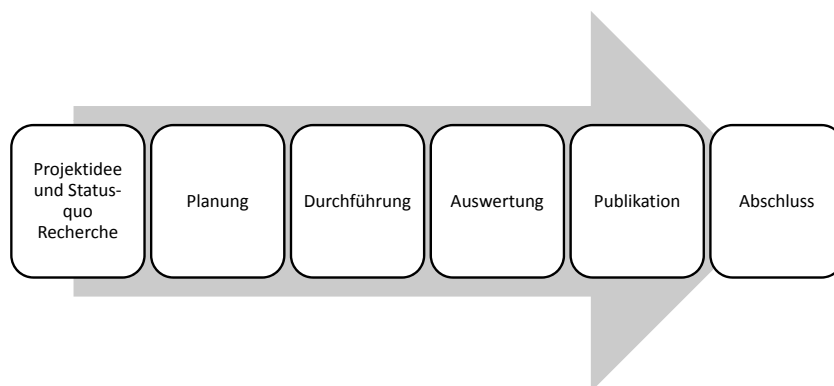 Projektidee
und Status-
quo
Recherche
Planung
Durchführung
Auswertung
Publikation
Abschluss